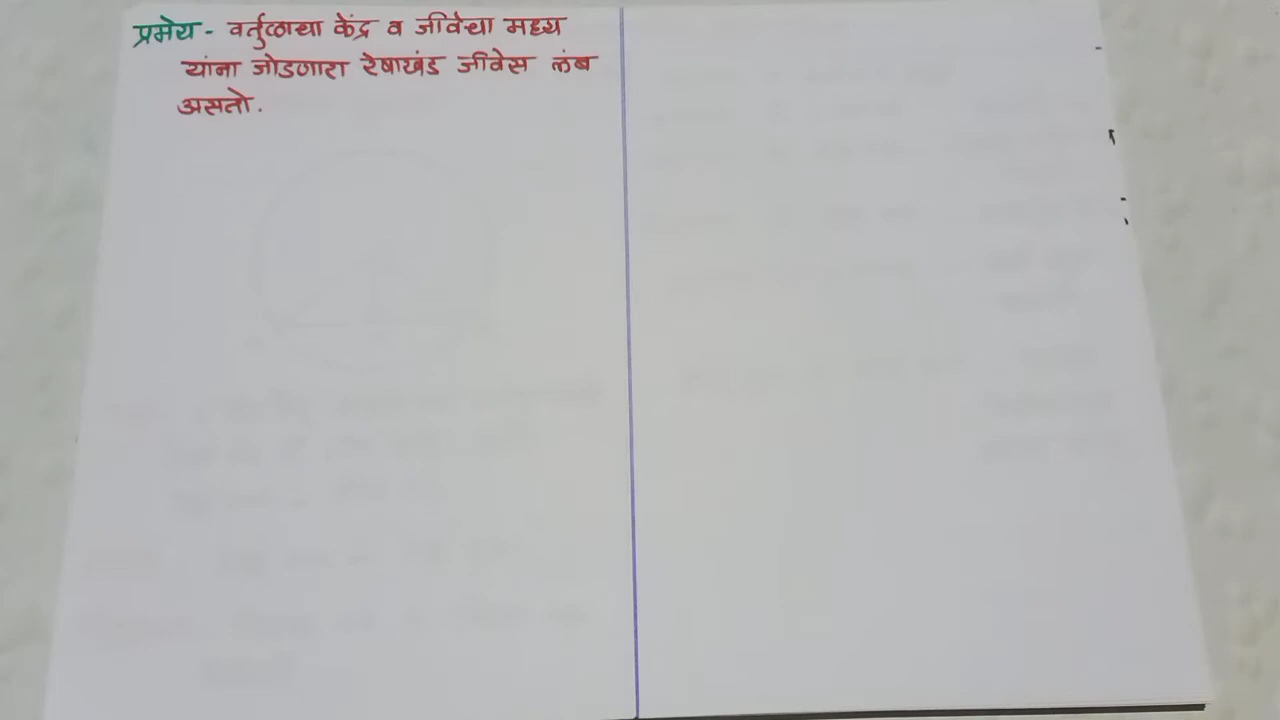 प्रमेय - वर्तुळाचा केंद्र व जीवेचा मध्य
यांना जोडणारा रेषाखंड जीवेस लंब
असतो.